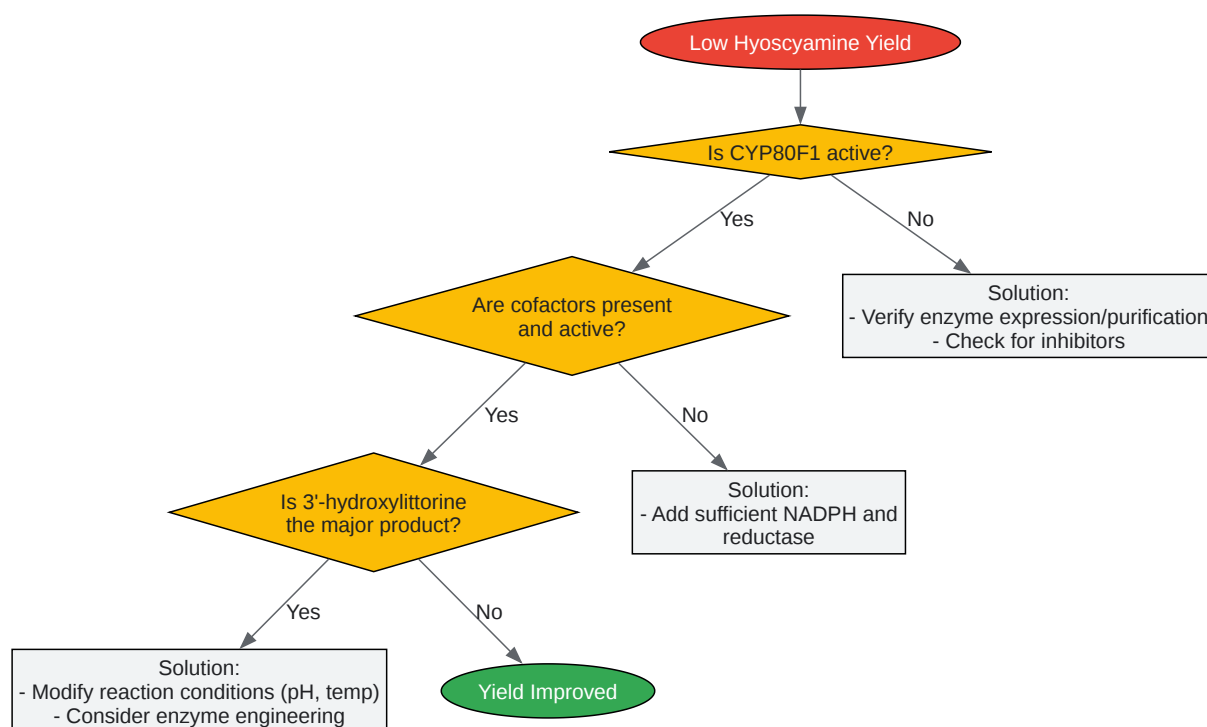 Low Hyoscyamine Yield
Is CYP80F1 active?
Yes
No
Are cofactors present
and active?
Solution:
- Verify enzyme expression/purification
- Check for inhibitors
Yes
No
Is 3'-hydroxylittorine
the major product?
Solution:
- Add sufficient NADPH and
reductase
Yes
No
Solution:
- Modify reaction conditions (pH, temp)
- Consider enzyme engineering
Yield Improved